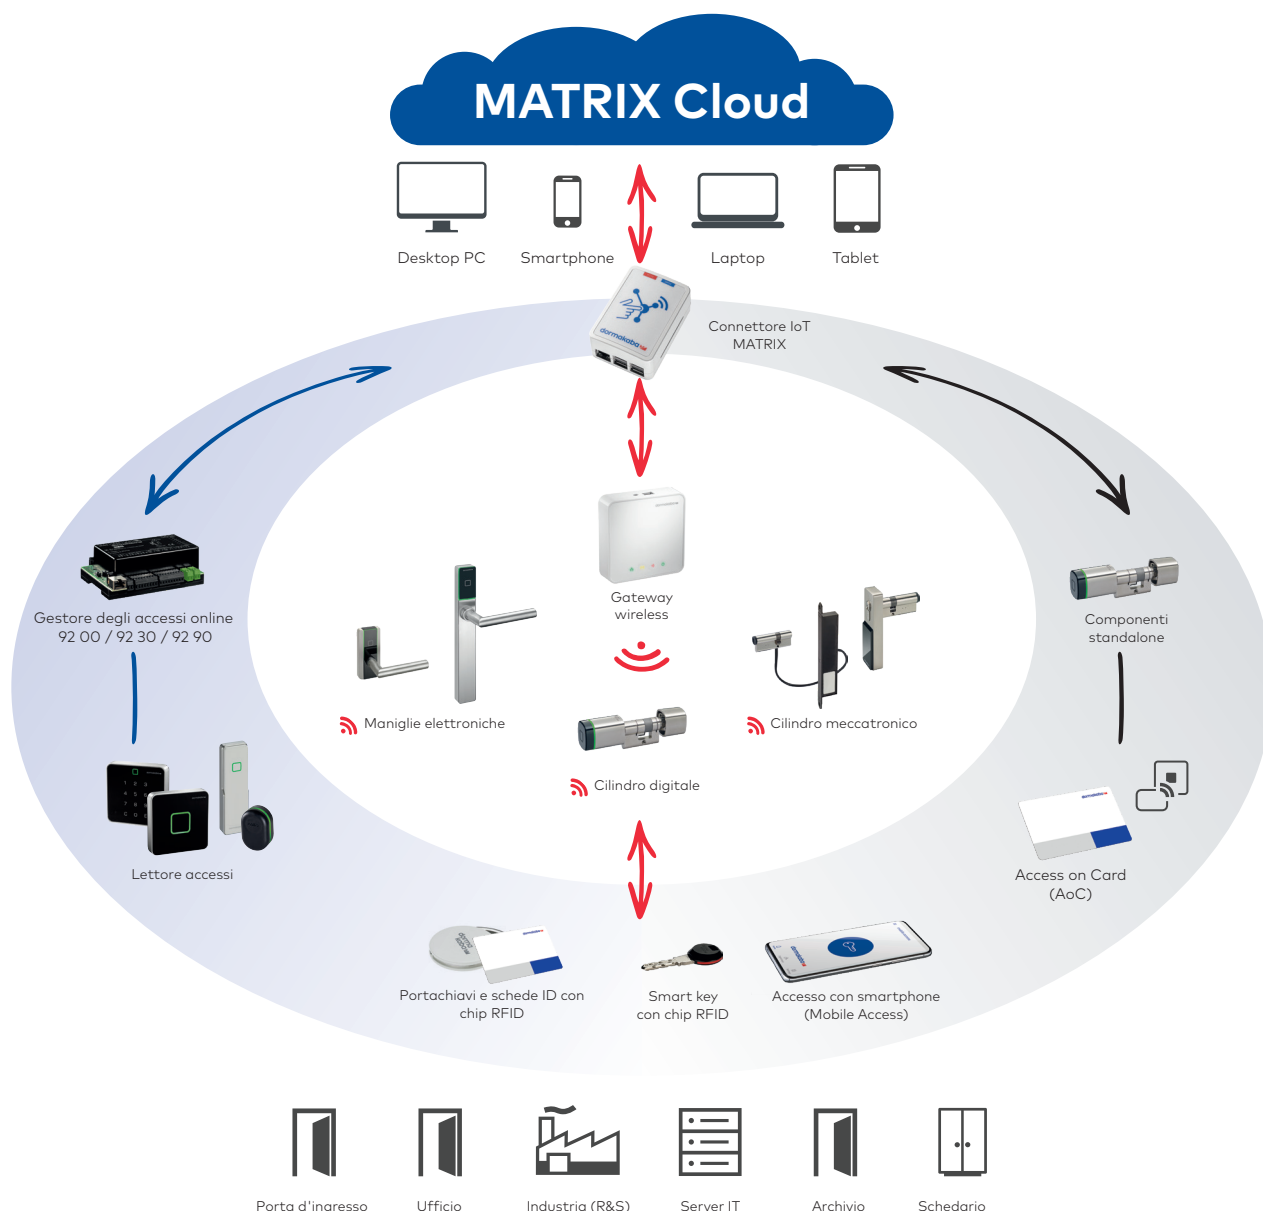 MATRIX Cloud
Desktop PC
Smartphone
Laptop
Tablet
dormakaba
Connettore IoT
MATRIX
Gateway
wireless
Gestore degli accessi online
92 00 / 92 30 / 92 90
Componenti
standalone
Maniglie elettroniche
Cilindro meccatronico
Cilindro digitale
Lettore accessi
dormakaba
Access on Card
(AoC)
dormakaba
Portachiavi e schede ID con
chip RFID
Smart key
con chip RFID
Accesso con smartphone
(Mobile Access)
Porta d'ingresso
Ufficio
Industria (R&S)
Server IT
Archivio
Schedario